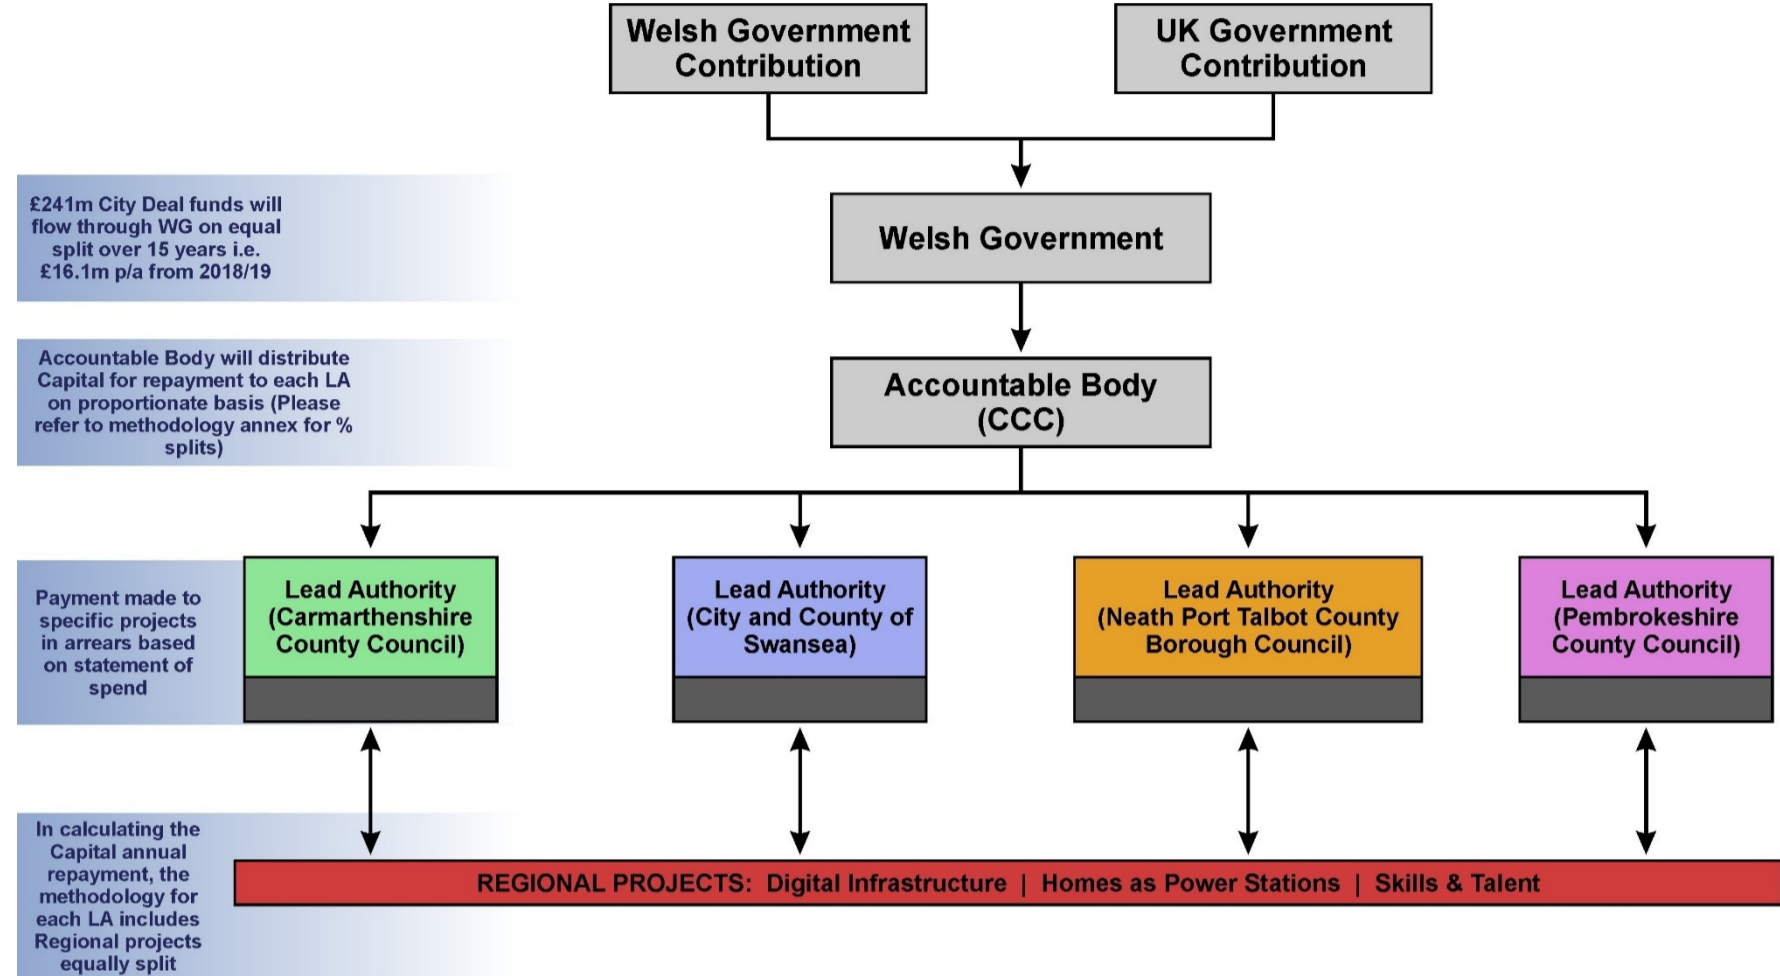 Welsh Government
Contribution
UK Government
Contribution
£241m City Deal funds will
flow through WG on equal
split over 15 years i.e.
£16.1m p/a from 2018/19
Welsh Government
Accountable Body will distribute
Capital for repayment to each LA
on proportionate basis (Please
refer to methodology annex for %
splits)
Accountable Body
(CCC)
Payment made to
specific projects
in arrears based
on statement of
spend
Lead Authority
(Carmarthenshire
County Council)
Lead Authority
(City and County of
Swansea)
Lead Authority
(Neath Port Talbot County
Borough Council)
Lead Authority
(Pembrokeshire
County Council)
In calculating the
Capital annual
repayment, the
methodology for
each LA includes
Regional projects
equally split
REGIONAL PROJECTS: Digital Infrastructure | Homes as Power Stations | Skills & Talent